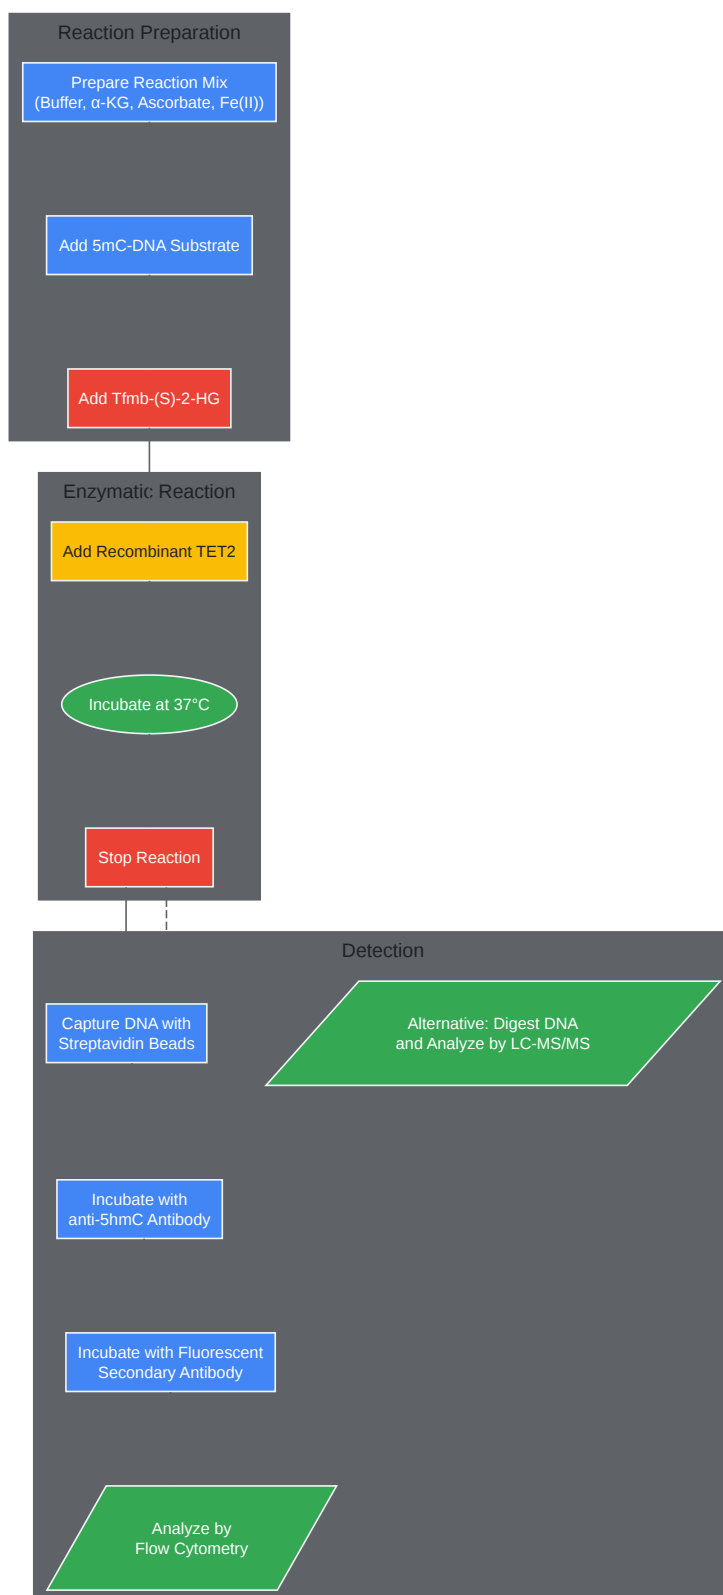 Reaction Preparation
Prepare Reaction Mix
(Buffer, α-KG, Ascorbate, Fe(II))
Add 5mC-DNA Substrate
Add Tfmb-(S)-2-HG
Enzymatic Reaction
Add Recombinant TET2
Incubate at 37°C
Stop Reaction
Detection
Capture DNA with
Streptavidin Beads
Alternative: Digest DNA
and Analyze by LC-MS/MS
Incubate with
anti-5hmC Antibody
Incubate with Fluorescent
Secondary Antibody
Analyze by
Flow Cytometry